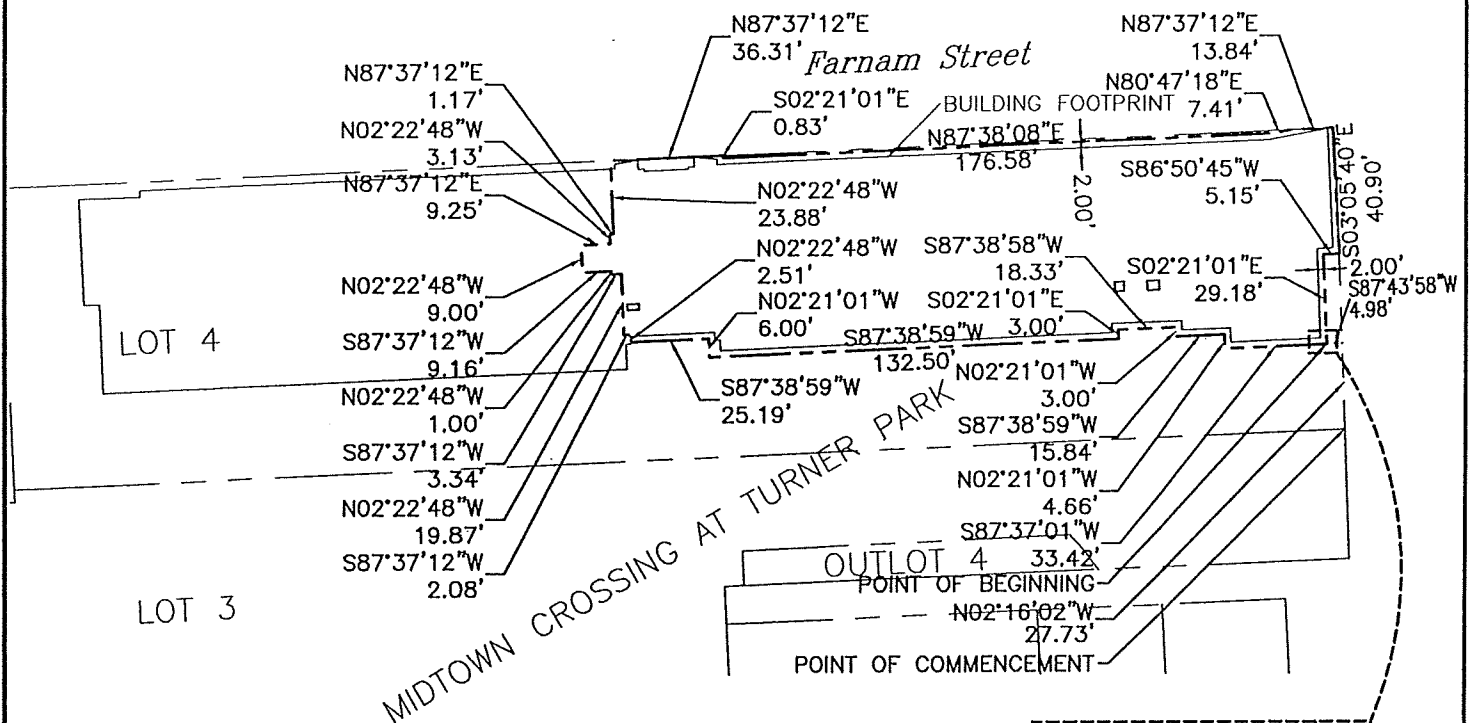 N87°37'12"E
36.31'
Farnam Street
N87°37'12"E
13.84'
N87°37'12"E
1.17'
S02°21'01"E
0.83'
BUILDING FOOTPRINT
N80°47'18"E
7.41'
N02°22'48"W
3.13'
N87°38'08"E
176.58'
2.00'
S86°50'45"W
5.15'
S03°05'40"E
40.90'
N87°37'12"E
9.25'
N02°22'48"W
23.88'
N02°22'48"W
2.51'
S87°38'58"W
18.33'
S02°21'01"E
29.18'
2.00'
S87°43'58"W
4.98'
N02°22'48"W
9.00'
N02°21'01"W
6.00'
S02°21'01"E
3.00'
LOT 4
S87°37'12"W
9.16'
S87°38'59"W
132.50'
N02°21'01"W
3.00'
N02°22'48"W
1.00'
S87°38'59"W
25.19'
S87°38'59"W
15.84'
S87°37'12"W
3.34'
N02°21'01"W
4.66'
N02°22'48"W
19.87'
S87°37'01"W
33.42'
S87°37'12"W
2.08'
OUTLOT 4
POINT OF BEGINNING
LOT 3
N02°16'02"W
27.73'
MIDTOWN CROSSING AT TURNER PARK
POINT OF COMMENCEMENT